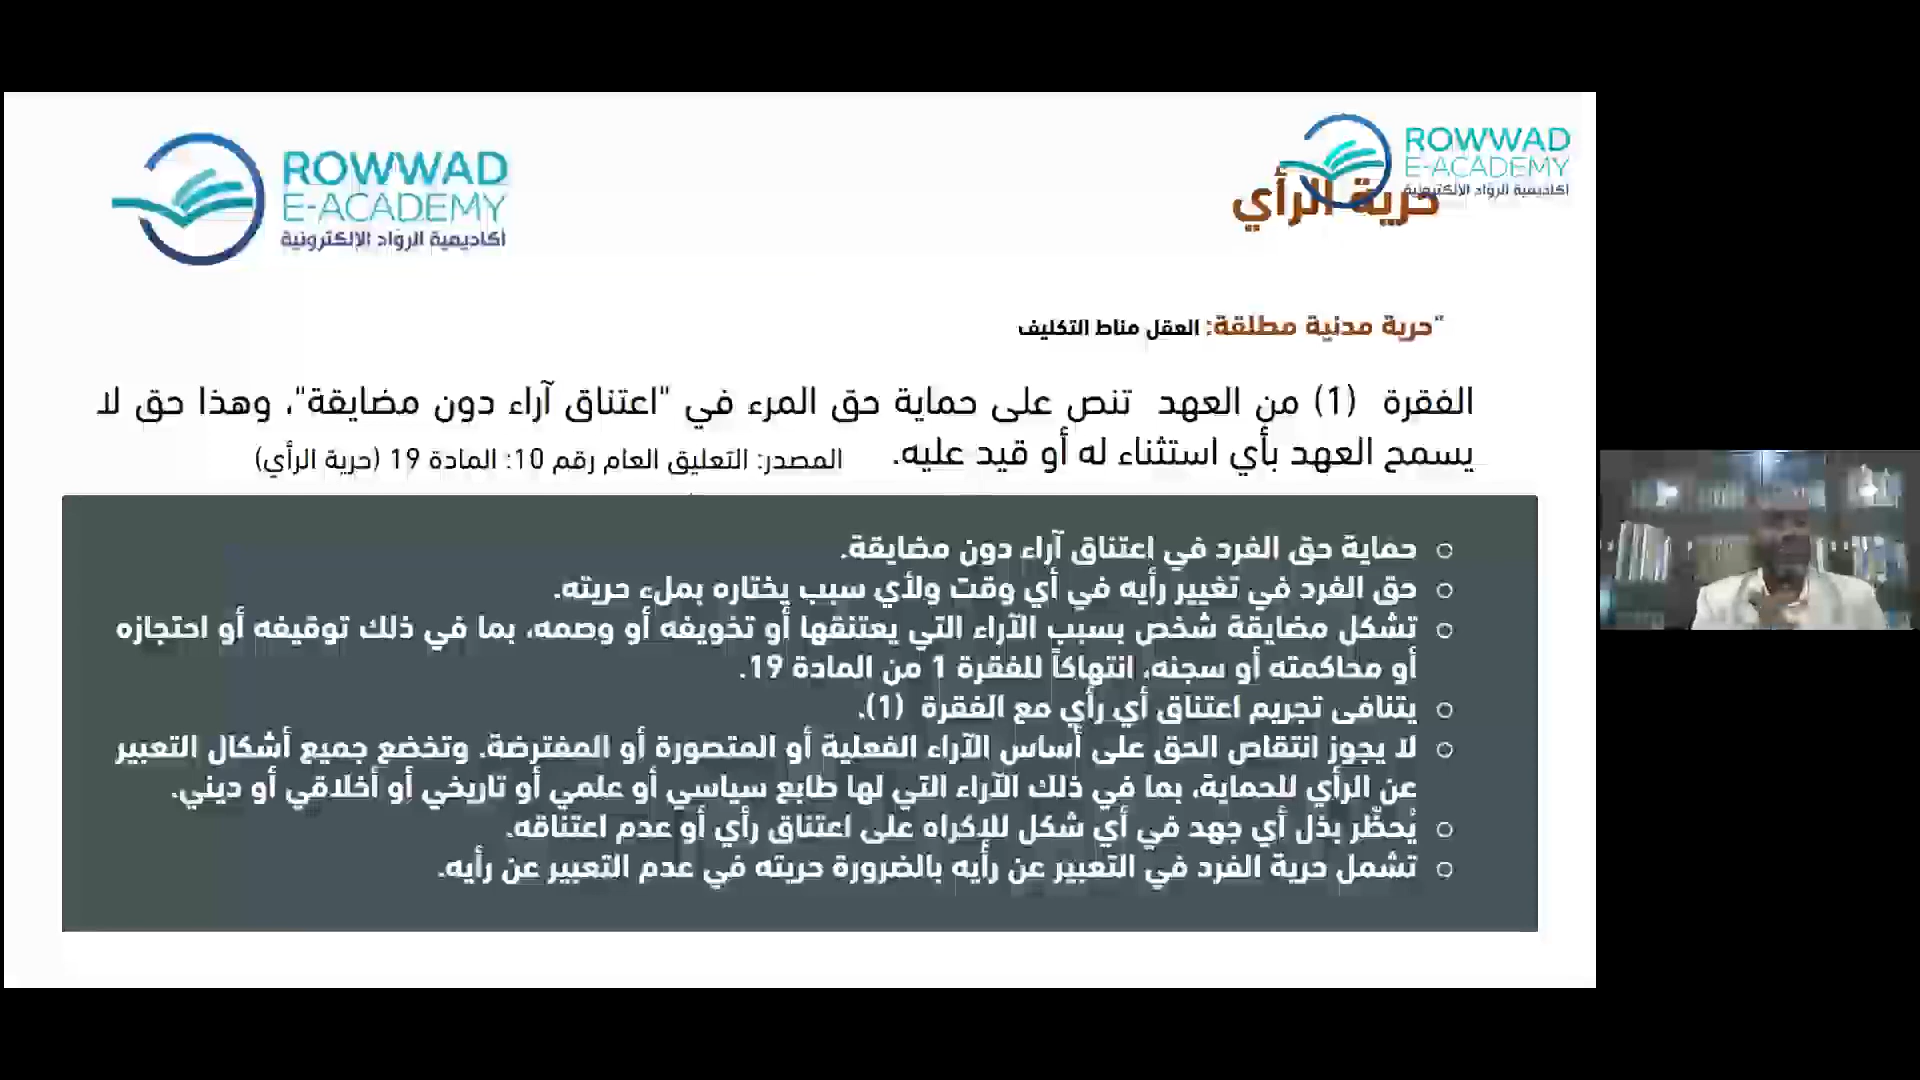 ROWWAD
E-ACADEMY
أكاديمية الرواد الإلكترونية
ROWWAD
E-ACADEMY
أكاديمية الرواد الإلكترونية
حرية الرأي
"حرية مدنية مطلقة: العقل مناط التكليف
الفقرة (1) من العهد تنص على حماية حق المرء في "اعتناق آراء دون مضايقة"، وهذا حق لا
يسمح العهد بأي استثناء له أو قيد عليه. المصدر: التعليق العام رقم 10: المادة 19 (حرية الرأي)
○ حماية حق الفرد في اعتناق آراء دون مضايقة.
○ حق الفرد في تغيير رأيه في أي وقت ولأي سبب يختاره بملء حريته.
○ تشكل مضايقة شخص بسبب الآراء التي يعتنقها أو تخويفه أو وصمه، بما في ذلك توقيفه أو احتجازه
أو محاكمته أو سجنه، انتهاكاً للفقرة 1 من المادة 19.
○ يتنافى تجريم اعتناق أي رأي مع الفقرة (1).
○ لا يجوز انتقاص الحق على أساس الآراء الفعلية أو المتصورة أو المفترضة. وتخضع جميع أشكال التعبير
عن الرأي للحماية، بما في ذلك الآراء التي لها طابع سياسي أو علمي أو تاريخي أو أخلاقي أو ديني.
○ يُحظّر بذل أي جهد في أي شكل للإكراه على اعتناق رأي أو عدم اعتناقه.
○ تشمل حرية الفرد في التعبير عن رأيه بالضرورة حريته في عدم التعبير عن رأيه.